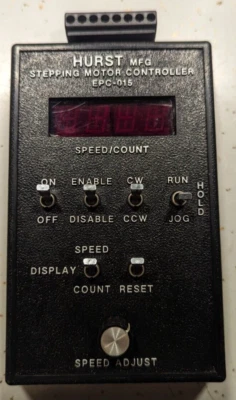 HURST MFG
STEPPING MOTOR CONTROLLER
EPC-015
SPEED/COUNT
ON ENABLE CW RUN
HOLD
OFF DISABLE CCW JOG
SPEED
DISPLAY
COUNT RESET
SPEED ADJUST